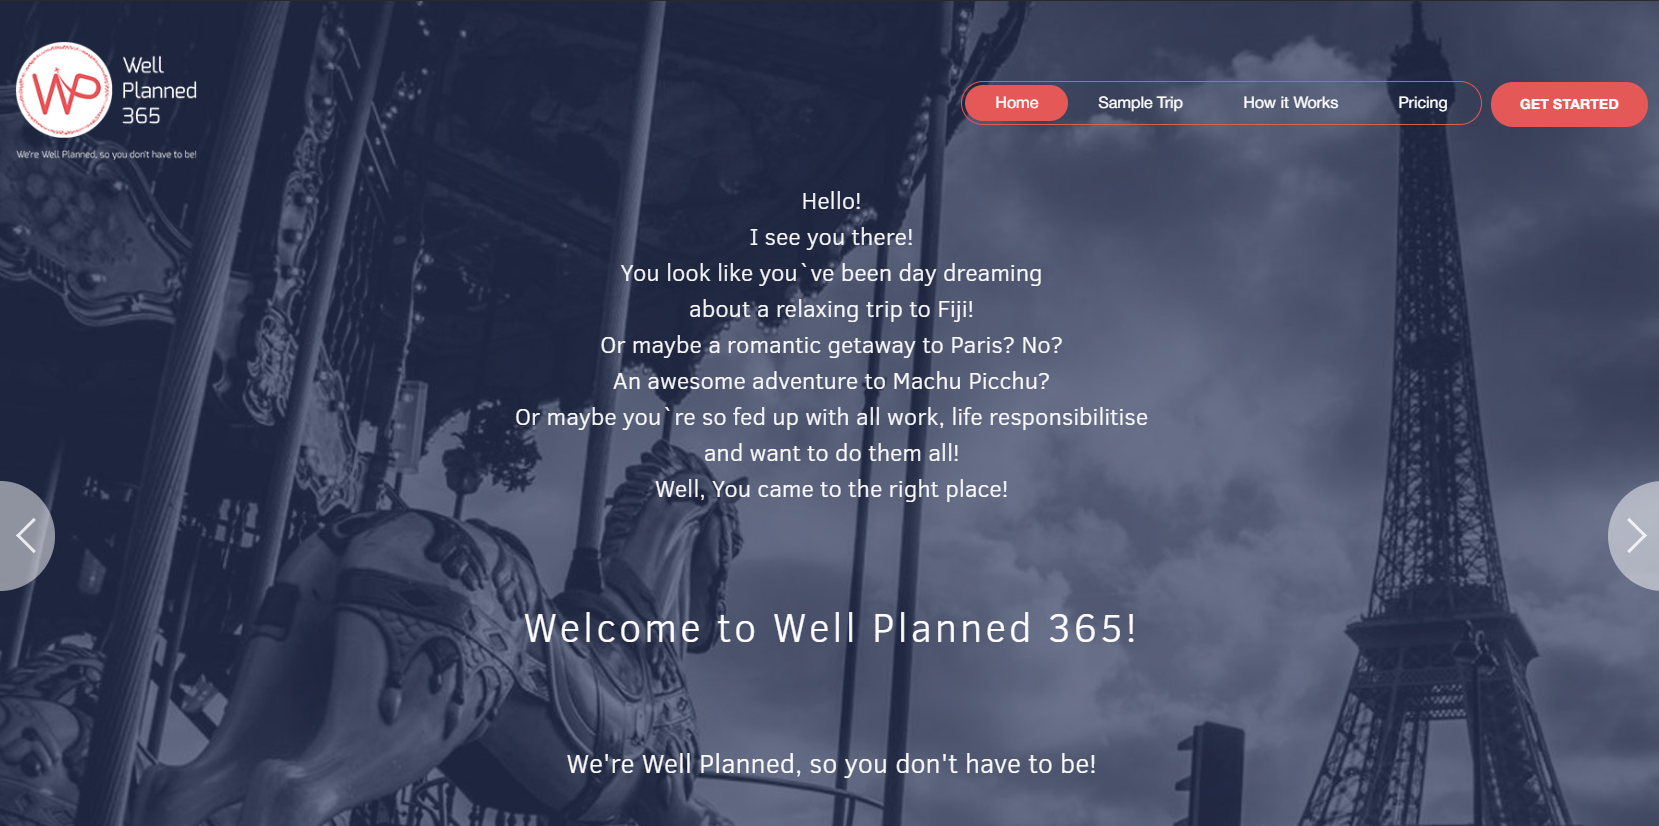 WP
Well
Planned
365
We're Well Planned, so you don't have to be!
Home
Sample Trip
How it Works
Pricing
GET STARTED
Hello!
I see you there!
You look like you`ve been day dreaming
about a relaxing trip to Fiji!
Or maybe a romantic getaway to Paris? No?
An awesome adventure to Machu Picchu?
Or maybe you`re so fed up with all work, life responsibilitise
and want to do them all!
Well, You came to the right place!
Welcome to Well Planned 365!
We're Well Planned, so you don't have to be!